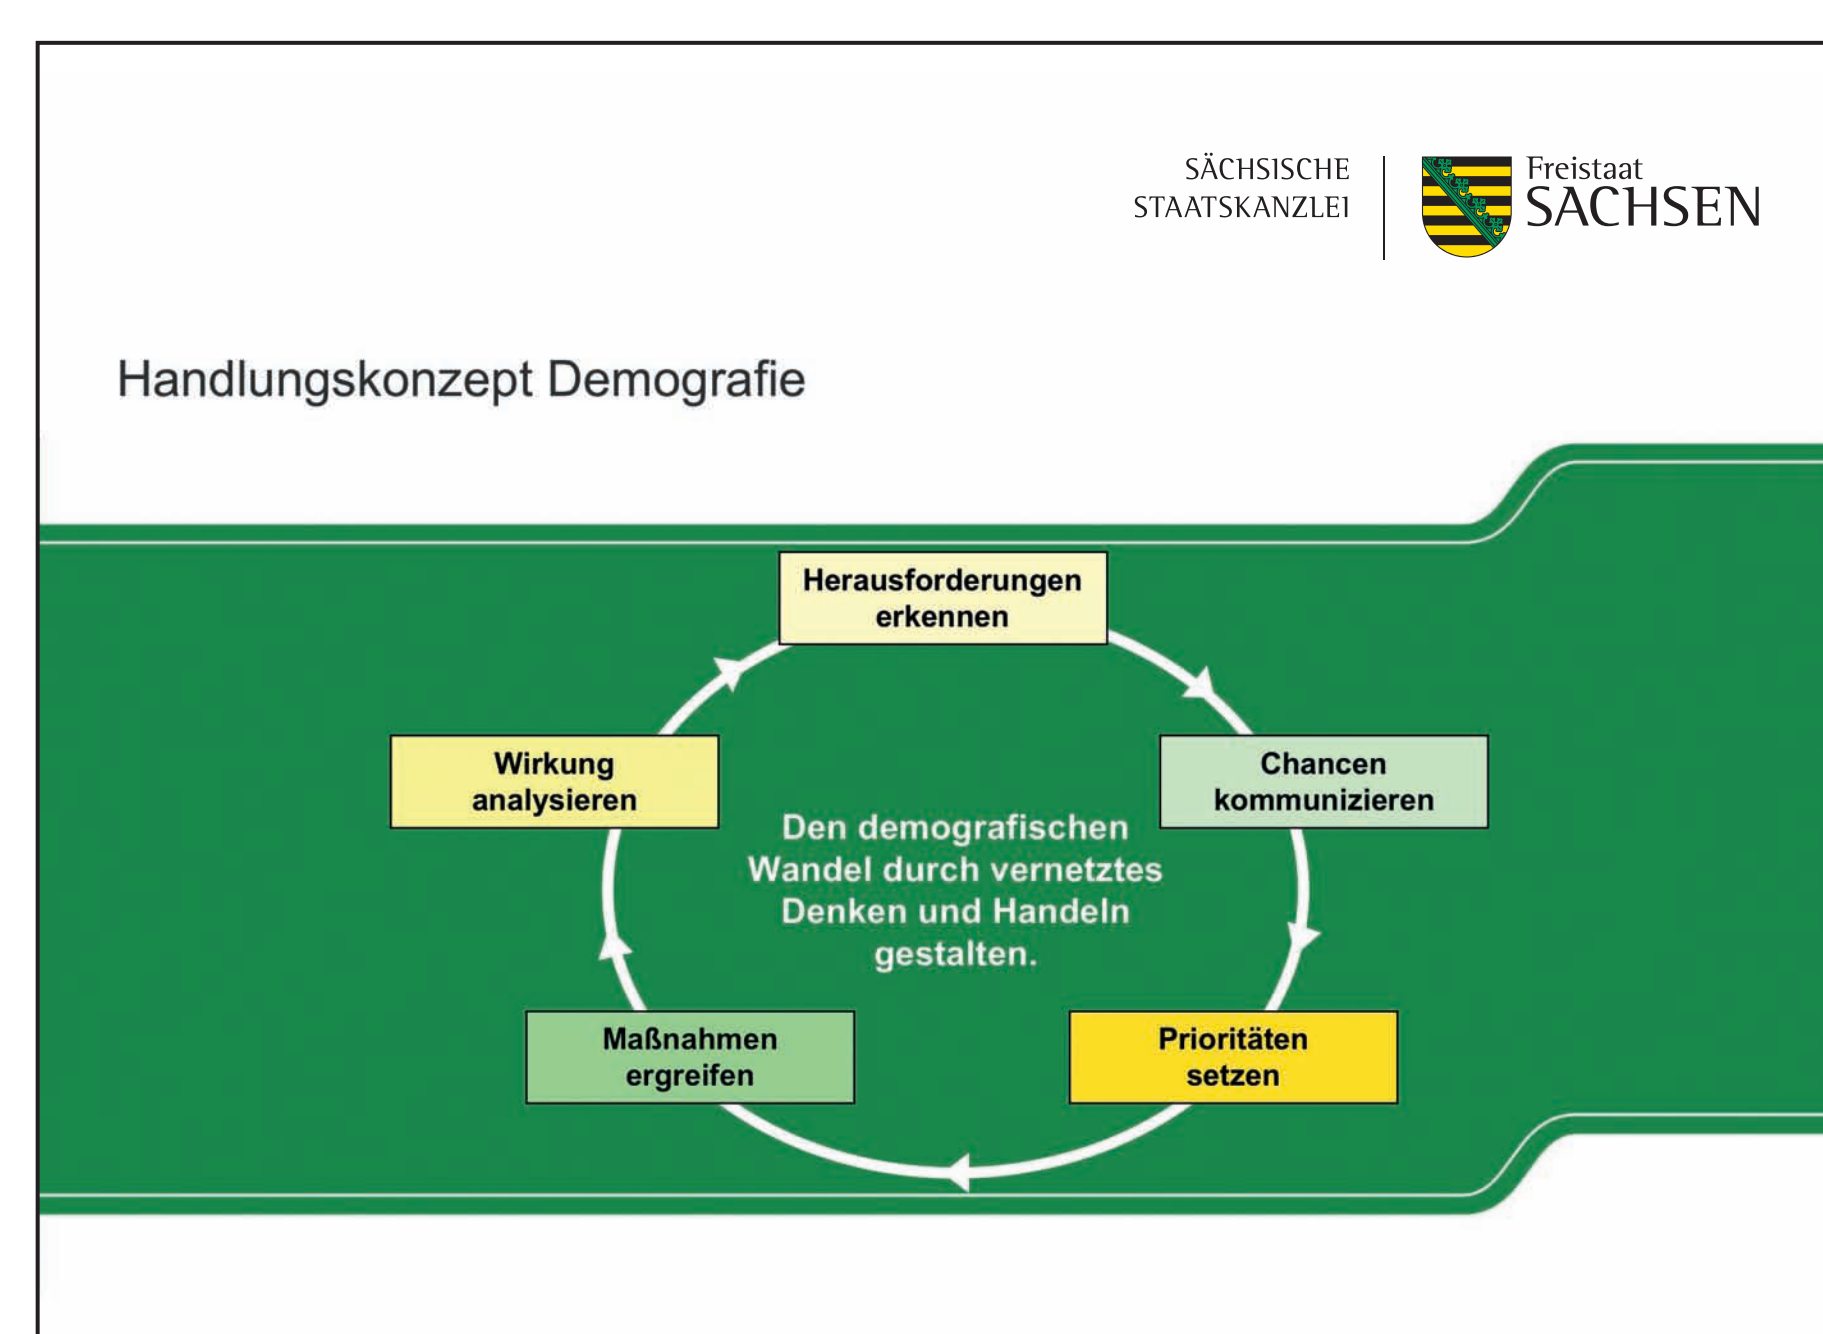 SÄCHSISCHE
STAATSKANZLEI
Freistaat
SACHSEN
Handlungskonzept Demografie
Herausforderungen
erkennen
Wirkung
analysieren
Chancen
kommunizieren
Den demografischen
Wandel durch vernetztes
Denken und Handeln
gestalten.
Maßnahmen
ergreifen
Prioritäten
setzen